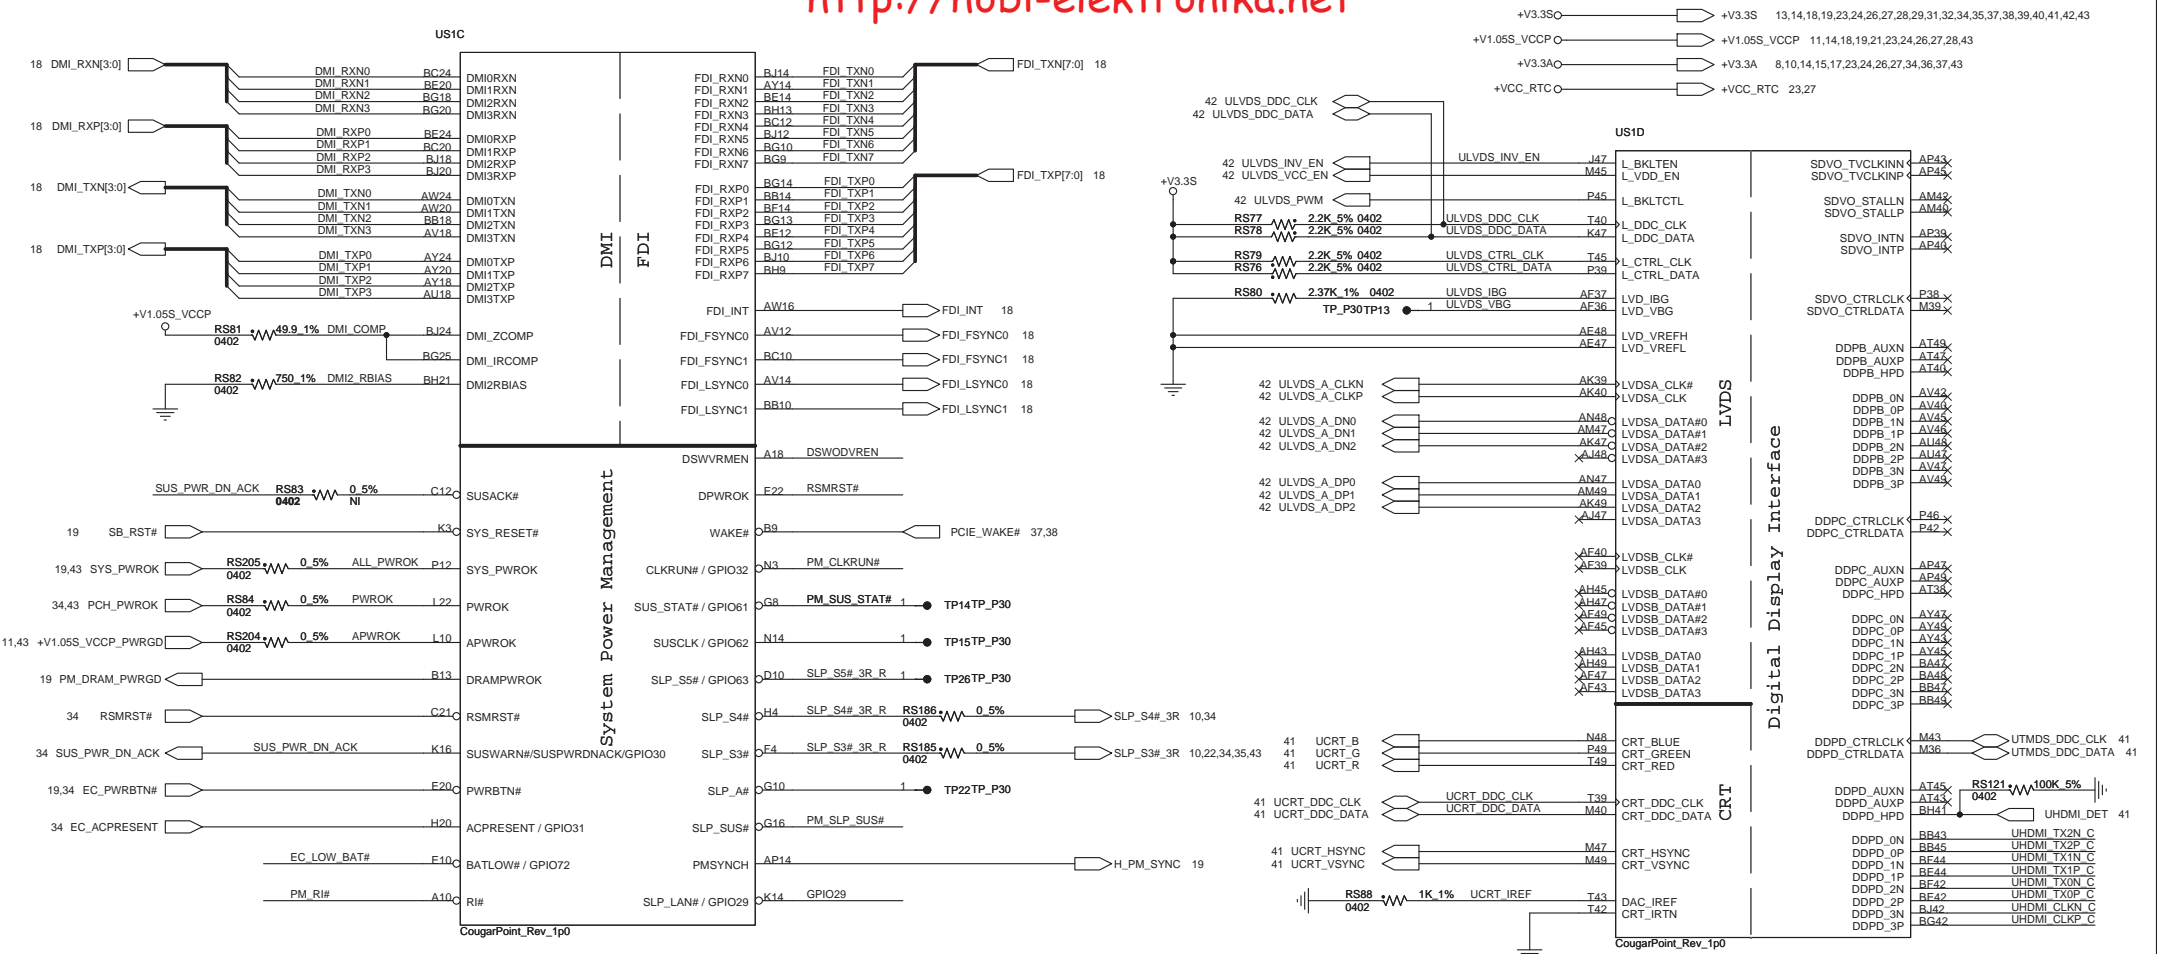 http://hobi-elektronika.net
+V3.3S +V3.3S 13,14,18,19,23,24,26,27,28,29,31,32,34,35,37,38,39,40,41,42,43
+V1.05S_VCCP +V1.05S_VCCP 11,14,18,19,21,23,24,26,27,28,43
+V3.3A +V3.3A 8,10,14,15,17,23,24,26,27,34,36,37,43
+VCC_RTC +VCC_RTC 23,27
US1C
18 DMI_RXN[3:0]
DMI_RXN0 BC24 DMI0RXN
DMI_RXN1 BE20 DMI1RXN
DMI_RXN2 BG18 DMI2RXN
DMI_RXN3 BG20 DMI3RXN
18 DMI_RXP[3:0]
DMI_RXP0 BE24 DMI0RXP
DMI_RXP1 BC20 DMI1RXP
DMI_RXP2 BJ18 DMI2RXP
DMI_RXP3 BJ20 DMI3RXP
18 DMI_TXN[3:0]
DMI_TXN0 AW24 DMI0TXN
DMI_TXN1 AW20 DMI1TXN
DMI_TXN2 BB18 DMI2TXN
DMI_TXN3 AV18 DMI3TXN
18 DMI_TXP[3:0]
DMI_TXP0 AY24 DMI0TXP
DMI_TXP1 AY20 DMI1TXP
DMI_TXP2 AY18 DMI2TXP
DMI_TXP3 AU18 DMI3TXP
+V1.05S_VCCP
RS81 0402 49.9_1% DMI_COMP BJ24 DMI_ZCOMP
BG25 DMI_IRCOMP
RS82 0402 750_1% DMI2_RBIAS BH21 DMI2RBIAS
DMI
FDI
FDI_RXN0 BJ14 FDI_TXN0
FDI_RXN1 AY14 FDI_TXN1
FDI_RXN2 BE14 FDI_TXN2
FDI_RXN3 BH13 FDI_TXN3
FDI_RXN4 BC12 FDI_TXN4
FDI_RXN5 BJ12 FDI_TXN5
FDI_RXN6 BG10 FDI_TXN6
FDI_RXN7 BG9 FDI_TXN7
FDI_TXN[7:0] 18
FDI_RXP0 BG14 FDI_TXP0
FDI_RXP1 BB14 FDI_TXP1
FDI_RXP2 BF14 FDI_TXP2
FDI_RXP3 BG13 FDI_TXP3
FDI_RXP4 BE12 FDI_TXP4
FDI_RXP5 BG12 FDI_TXP5
FDI_RXP6 BJ10 FDI_TXP6
FDI_RXP7 BH9 FDI_TXP7
FDI_TXP[7:0] 18
FDI_INT AW16 FDI_INT 18
FDI_FSYNC0 AV12 FDI_FSYNC0 18
FDI_FSYNC1 BC10 FDI_FSYNC1 18
FDI_LSYNC0 AV14 FDI_LSYNC0 18
FDI_LSYNC1 BB10 FDI_LSYNC1 18
System Power Management
SUS_PWR_DN_ACK RS83 0402 0_5% NI C12 SUSACK#
19 SB_RST# K3 SYS_RESET#
19,43 SYS_PWROK RS205 0402 0_5% ALL_PWROK P12 SYS_PWROK
34,43 PCH_PWROK RS84 0402 0_5% PWROK L22 PWROK
11,43 +V1.05S_VCCP_PWRGD RS204 0402 0_5% APWROK L10 APWROK
19 PM_DRAM_PWRGD B13 DRAMPWROK
34 RSMRST# C21 RSMRST#
34 SUS_PWR_DN_ACK SUS_PWR_DN_ACK K16 SUSWARN#/SUSPWRDNACK/GPIO30
19,34 EC_PWRBTN# E20 PWRBTN#
34 EC_ACPRESENT H20 ACPRESENT / GPIO31
EC_LOW_BAT# E10 BATLOW# / GPIO72
PM_RI# A10 RI#
DSWVRMEN A18 DSWODVREN
DPWROK E22 RSMRST#
WAKE# B9 PCIE_WAKE# 37,38
CLKRUN# / GPIO32 N3 PM_CLKRUN#
SUS_STAT# / GPIO61 G8 PM_SUS_STAT# 1 TP14TP_P30
SUSCLK / GPIO62 N14 1 TP15TP_P30
SLP_S5# / GPIO63 D10 SLP_S5#_3R_R 1 TP26TP_P30
SLP_S4# H4 SLP_S4#_3R_R RS186 0402 0_5% SLP_S4#_3R 10,34
SLP_S3# F4 SLP_S3#_3R_R RS185 0402 0_5% SLP_S3#_3R 10,22,34,35,43
SLP_A# G10 1 TP22TP_P30
SLP_SUS# G16 PM_SLP_SUS#
PMSYNCH AP14 H_PM_SYNC 19
SLP_LAN# / GPIO29 K14 GPIO29
CougarPoint_Rev_1p0
US1D
42 ULVDS_DDC_CLK
42 ULVDS_DDC_DATA
42 ULVDS_INV_EN ULVDS_INV_EN J47 L_BKLTEN
42 ULVDS_VCC_EN M45 L_VDD_EN
42 ULVDS_PWM P45 L_BKLTCTL
+V3.3S
RS77 2.2K_5% 0402 ULVDS_DDC_CLK T40 L_DDC_CLK
RS78 2.2K_5% 0402 ULVDS_DDC_DATA K47 L_DDC_DATA
RS79 2.2K_5% 0402 ULVDS_CTRL_CLK T45 L_CTRL_CLK
RS76 2.2K_5% 0402 ULVDS_CTRL_DATA P39 L_CTRL_DATA
RS80 2.37K_1% 0402 ULVDS_IBG AF37 LVD_IBG
TP_P30TP13 1 ULVDS_VBG AF36 LVD_VBG
AE48 LVD_VREFH
AE47 LVD_VREFL
42 ULVDS_A_CLKN AK39 LVDSA_CLK#
42 ULVDS_A_CLKP AK40 LVDSA_CLK
42 ULVDS_A_DN0 AN48 LVDSA_DATA#0
42 ULVDS_A_DN1 AM47 LVDSA_DATA#1
42 ULVDS_A_DN2 AK47 LVDSA_DATA#2
AJ48 LVDSA_DATA#3
42 ULVDS_A_DP0 AN47 LVDSA_DATA0
42 ULVDS_A_DP1 AM49 LVDSA_DATA1
42 ULVDS_A_DP2 AK49 LVDSA_DATA2
AJ47 LVDSA_DATA3
AF40 LVDSB_CLK#
AF39 LVDSB_CLK
AH45 LVDSB_DATA#0
AH47 LVDSB_DATA#1
AF49 LVDSB_DATA#2
AF45 LVDSB_DATA#3
AH43 LVDSB_DATA0
AH49 LVDSB_DATA1
AF47 LVDSB_DATA2
AF43 LVDSB_DATA3
LVDS
41 UCRT_B N48 CRT_BLUE
41 UCRT_G P49 CRT_GREEN
41 UCRT_R T49 CRT_RED
41 UCRT_DDC_CLK UCRT_DDC_CLK T39 CRT_DDC_CLK
41 UCRT_DDC_DATA UCRT_DDC_DATA M40 CRT_DDC_DATA
41 UCRT_HSYNC M47 CRT_HSYNC
41 UCRT_VSYNC M49 CRT_VSYNC
RS88 0402 1K_1% UCRT_IREF T43 DAC_IREF
T42 CRT_IRTN
CRT
Digital Display Interface
SDVO_TVCLKINN AP43
SDVO_TVCLKINP AP45
SDVO_STALLN AM42
SDVO_STALLP AM40
SDVO_INTN AP39
SDVO_INTP AP40
SDVO_CTRLCLK P38
SDVO_CTRLDATA M39
DDPB_AUXN AT49
DDPB_AUXP AT47
DDPB_HPD AT40
DDPB_0N AV42
DDPB_0P AV40
DDPB_1N AV45
DDPB_1P AV46
DDPB_2N AU48
DDPB_2P AU47
DDPB_3N AV47
DDPB_3P AV49
DDPC_CTRLCLK P46
DDPC_CTRLDATA P42
DDPC_AUXN AP47
DDPC_AUXP AP49
DDPC_HPD AT38
DDPC_0N AY47
DDPC_0P AY49
DDPC_1N AY43
DDPC_1P AY45
DDPC_2N BA47
DDPC_2P BA48
DDPC_3N BB47
DDPC_3P BB49
DDPD_CTRLCLK M43 UTMDS_DDC_CLK 41
DDPD_CTRLDATA M36 UTMDS_DDC_DATA 41
DDPD_AUXN AT45 RS121 0402 100K_5%
DDPD_AUXP AT43
DDPD_HPD BH41 UHDMI_DET 41
DDPD_0N BB43 UHDMI_TX2N_C
DDPD_0P BB45 UHDMI_TX2P_C
DDPD_1N BF44 UHDMI_TX1N_C
DDPD_1P BE44 UHDMI_TX1P_C
DDPD_2N BF42 UHDMI_TX0N_C
DDPD_2P BE42 UHDMI_TX0P_C
DDPD_3N BJ42 UHDMI_CLKN_C
DDPD_3P BG42 UHDMI_CLKP_C
CougarPoint_Rev_1p0